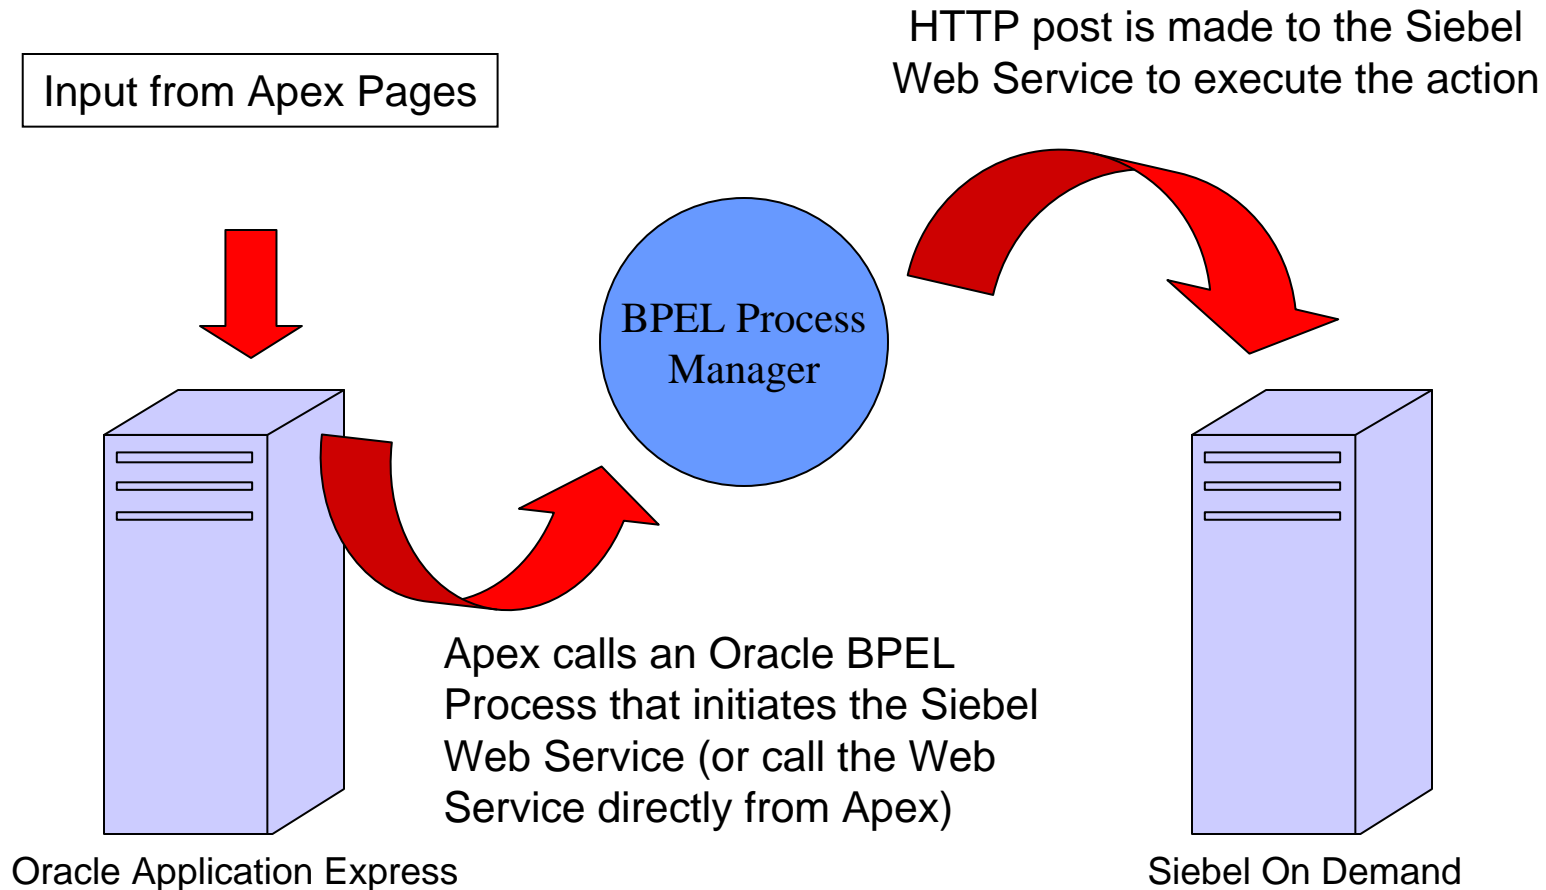 HTTP post is made to the Siebel
Web Service to execute the action
Input from Apex Pages
BPEL Process
Manager
Apex calls an Oracle BPEL
Process that initiates the Siebel
Web Service (or call the Web
Service directly from Apex)
Oracle Application Express
Siebel On Demand